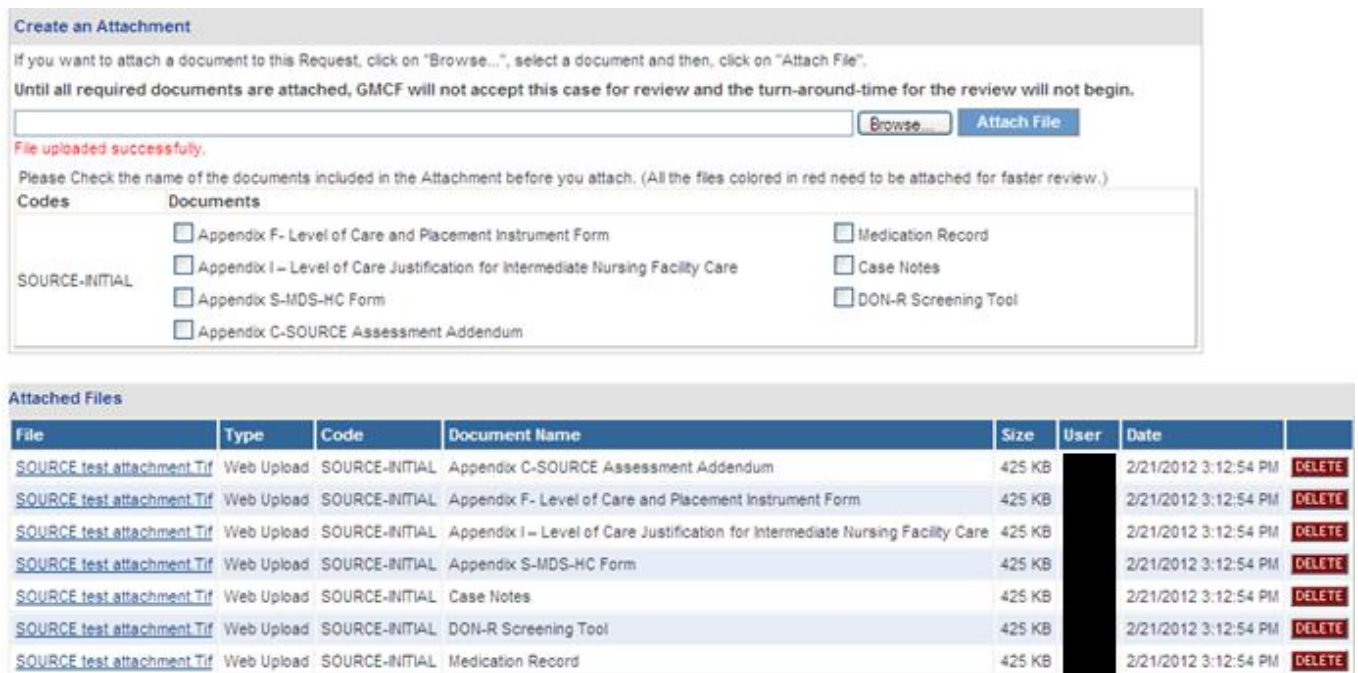 Create an Attachment
If you want to attach a document to this Request, click on "Browse...", select a document and then, click on "Attach File".
Until all required documents are attached, GMCF will not accept this case for review and the turn-around-time for the review will not begin.
Browse... Attach File
File uploaded successfully.
Please Check the name of the documents included in the Attachment before you attach. (All the files colored in red need to be attached for faster review.)
Codes Documents
Appendix F- Level of Care and Placement Instrument Form Medication Record
Appendix I – Level of Care Justification for Intermediate Nursing Facility Care Case Notes
SOURCE-INITIAL
Appendix S-MDS-HC Form DON-R Screening Tool
Appendix C-SOURCE Assessment Addendum
Attached Files
File Type Code Document Name Size User Date
SOURCE test attachment.Tif Web Upload SOURCE-INITIAL Appendix C-SOURCE Assessment Addendum 425 KB 2/21/2012 3:12:54 PM DELETE
SOURCE test attachment.Tif Web Upload SOURCE-INITIAL Appendix F- Level of Care and Placement Instrument Form 425 KB 2/21/2012 3:12:54 PM DELETE
SOURCE test attachment.Tif Web Upload SOURCE-INITIAL Appendix I – Level of Care Justification for Intermediate Nursing Facility Care 425 KB 2/21/2012 3:12:54 PM DELETE
SOURCE test attachment.Tif Web Upload SOURCE-INITIAL Appendix S-MDS-HC Form 425 KB 2/21/2012 3:12:54 PM DELETE
SOURCE test attachment.Tif Web Upload SOURCE-INITIAL Case Notes 425 KB 2/21/2012 3:12:54 PM DELETE
SOURCE test attachment.Tif Web Upload SOURCE-INITIAL DON-R Screening Tool 425 KB 2/21/2012 3:12:54 PM DELETE
SOURCE test attachment.Tif Web Upload SOURCE-INITIAL Medication Record 425 KB 2/21/2012 3:12:54 PM DELETE